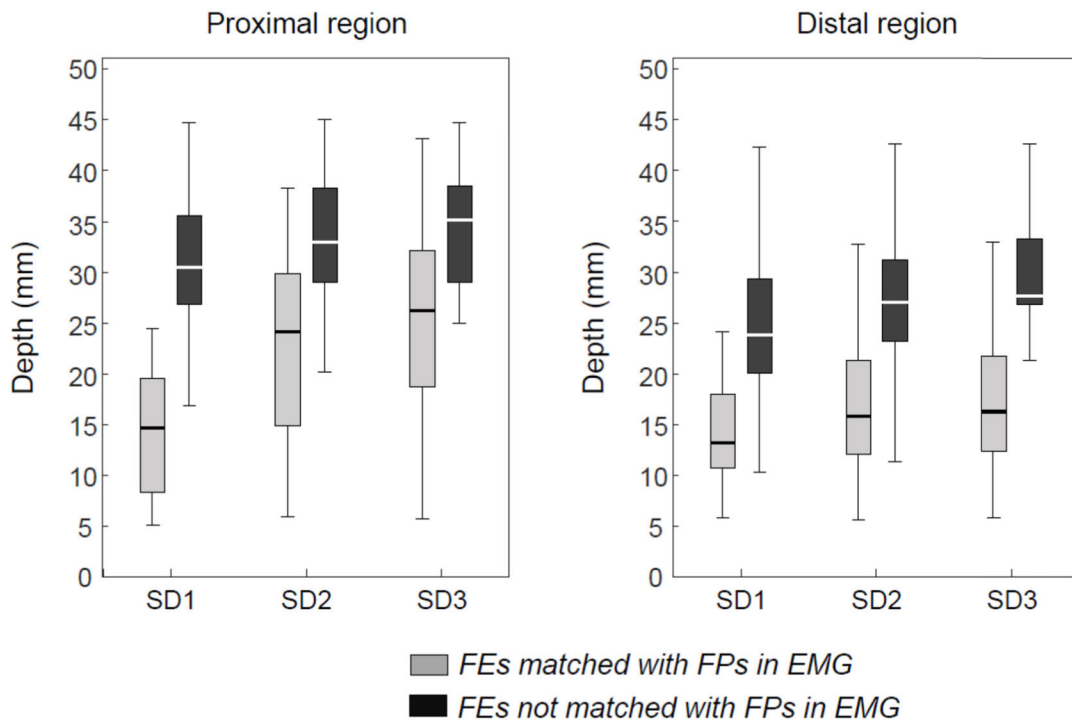 Proximal region
Distal region
Depth (mm)
50
45
40
35
30
25
20
15
10
5
0
SD1 SD2 SD3
Depth (mm)
50
45
40
35
30
25
20
15
10
5
0
SD1 SD2 SD3
FEs matched with FPs in EMG
FEs not matched with FPs in EMG